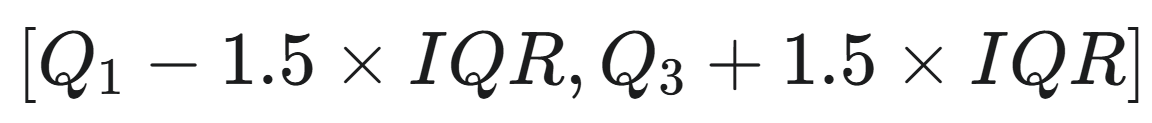 [Q₁ − 1.5 × IQR, Q₃ + 1.5 × IQR]